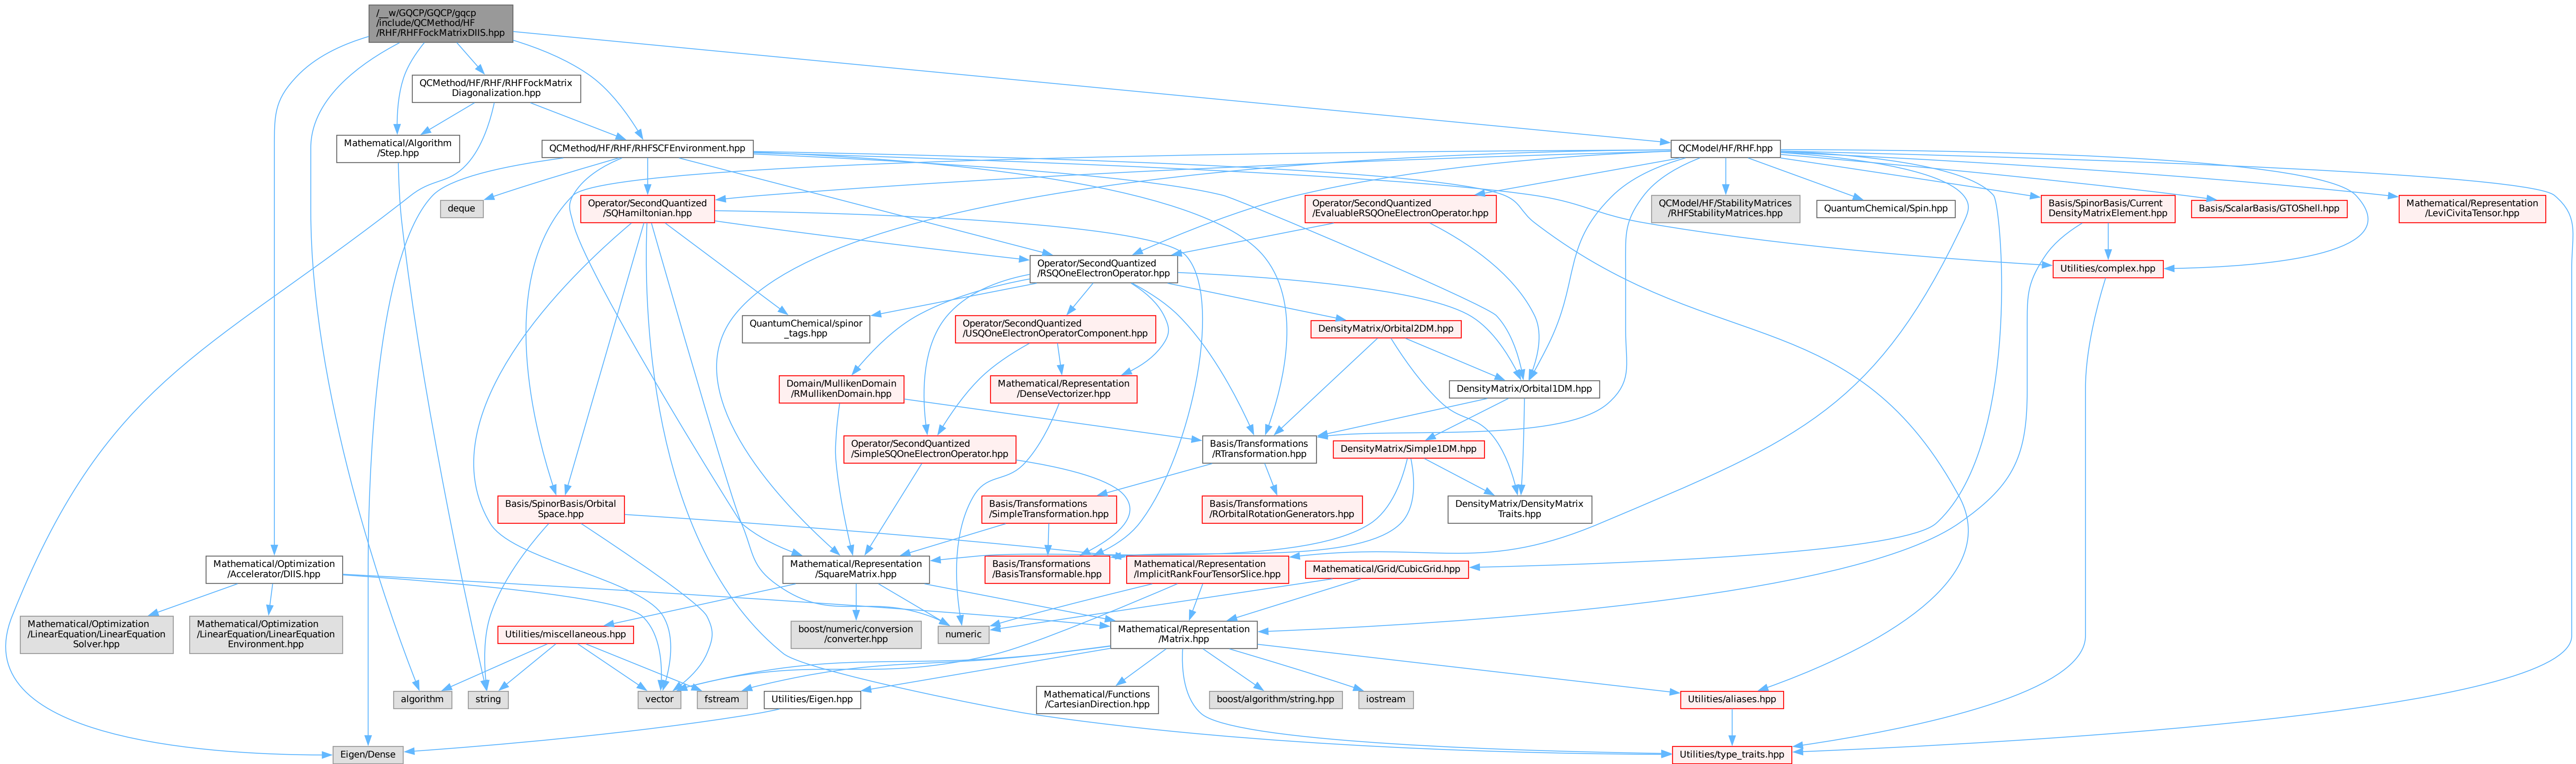 /__w/GQCP/GQCP/gqcp
/include/QCMethod/HF
/RHF/RHFFockMatrixDIIS.hpp
QCMethod/HF/RHF/RHFFockMatrix
Diagonalization.hpp
Mathematical/Algorithm
/Step.hpp
QCMethod/HF/RHF/RHFSCFEnvironment.hpp
QCModel/HF/RHF.hpp
deque
Operator/SecondQuantized
/SQHamiltonian.hpp
Operator/SecondQuantized
/EvaluableRSQOneElectronOperator.hpp
QCModel/HF/StabilityMatrices
/RHFStabilityMatrices.hpp
QuantumChemical/Spin.hpp
Basis/SpinorBasis/Current
DensityMatrixElement.hpp
Basis/ScalarBasis/GTOShell.hpp
Mathematical/Representation
/LeviCivitaTensor.hpp
Operator/SecondQuantized
/RSQOneElectronOperator.hpp
Utilities/complex.hpp
QuantumChemical/spinor
_tags.hpp
Operator/SecondQuantized
/USQOneElectronOperatorComponent.hpp
DensityMatrix/Orbital2DM.hpp
Domain/MullikenDomain
/RMullikenDomain.hpp
Mathematical/Representation
/DenseVectorizer.hpp
DensityMatrix/Orbital1DM.hpp
Operator/SecondQuantized
/SimpleSQOneElectronOperator.hpp
Basis/Transformations
/RTransformation.hpp
DensityMatrix/Simple1DM.hpp
Basis/SpinorBasis/Orbital
Space.hpp
Basis/Transformations
/SimpleTransformation.hpp
Basis/Transformations
/ROrbitalRotationGenerators.hpp
DensityMatrix/DensityMatrix
Traits.hpp
Mathematical/Optimization
/Accelerator/DIIS.hpp
Mathematical/Representation
/SquareMatrix.hpp
Basis/Transformations
/BasisTransformable.hpp
Mathematical/Representation
/ImplicitRankFourTensorSlice.hpp
Mathematical/Grid/CubicGrid.hpp
Mathematical/Optimization
/LinearEquation/LinearEquation
Solver.hpp
Mathematical/Optimization
/LinearEquation/LinearEquation
Environment.hpp
Utilities/miscellaneous.hpp
boost/numeric/conversion
/converter.hpp
numeric
Mathematical/Representation
/Matrix.hpp
algorithm
string
vector
fstream
Utilities/Eigen.hpp
Mathematical/Functions
/CartesianDirection.hpp
boost/algorithm/string.hpp
iostream
Utilities/aliases.hpp
Eigen/Dense
Utilities/type_traits.hpp